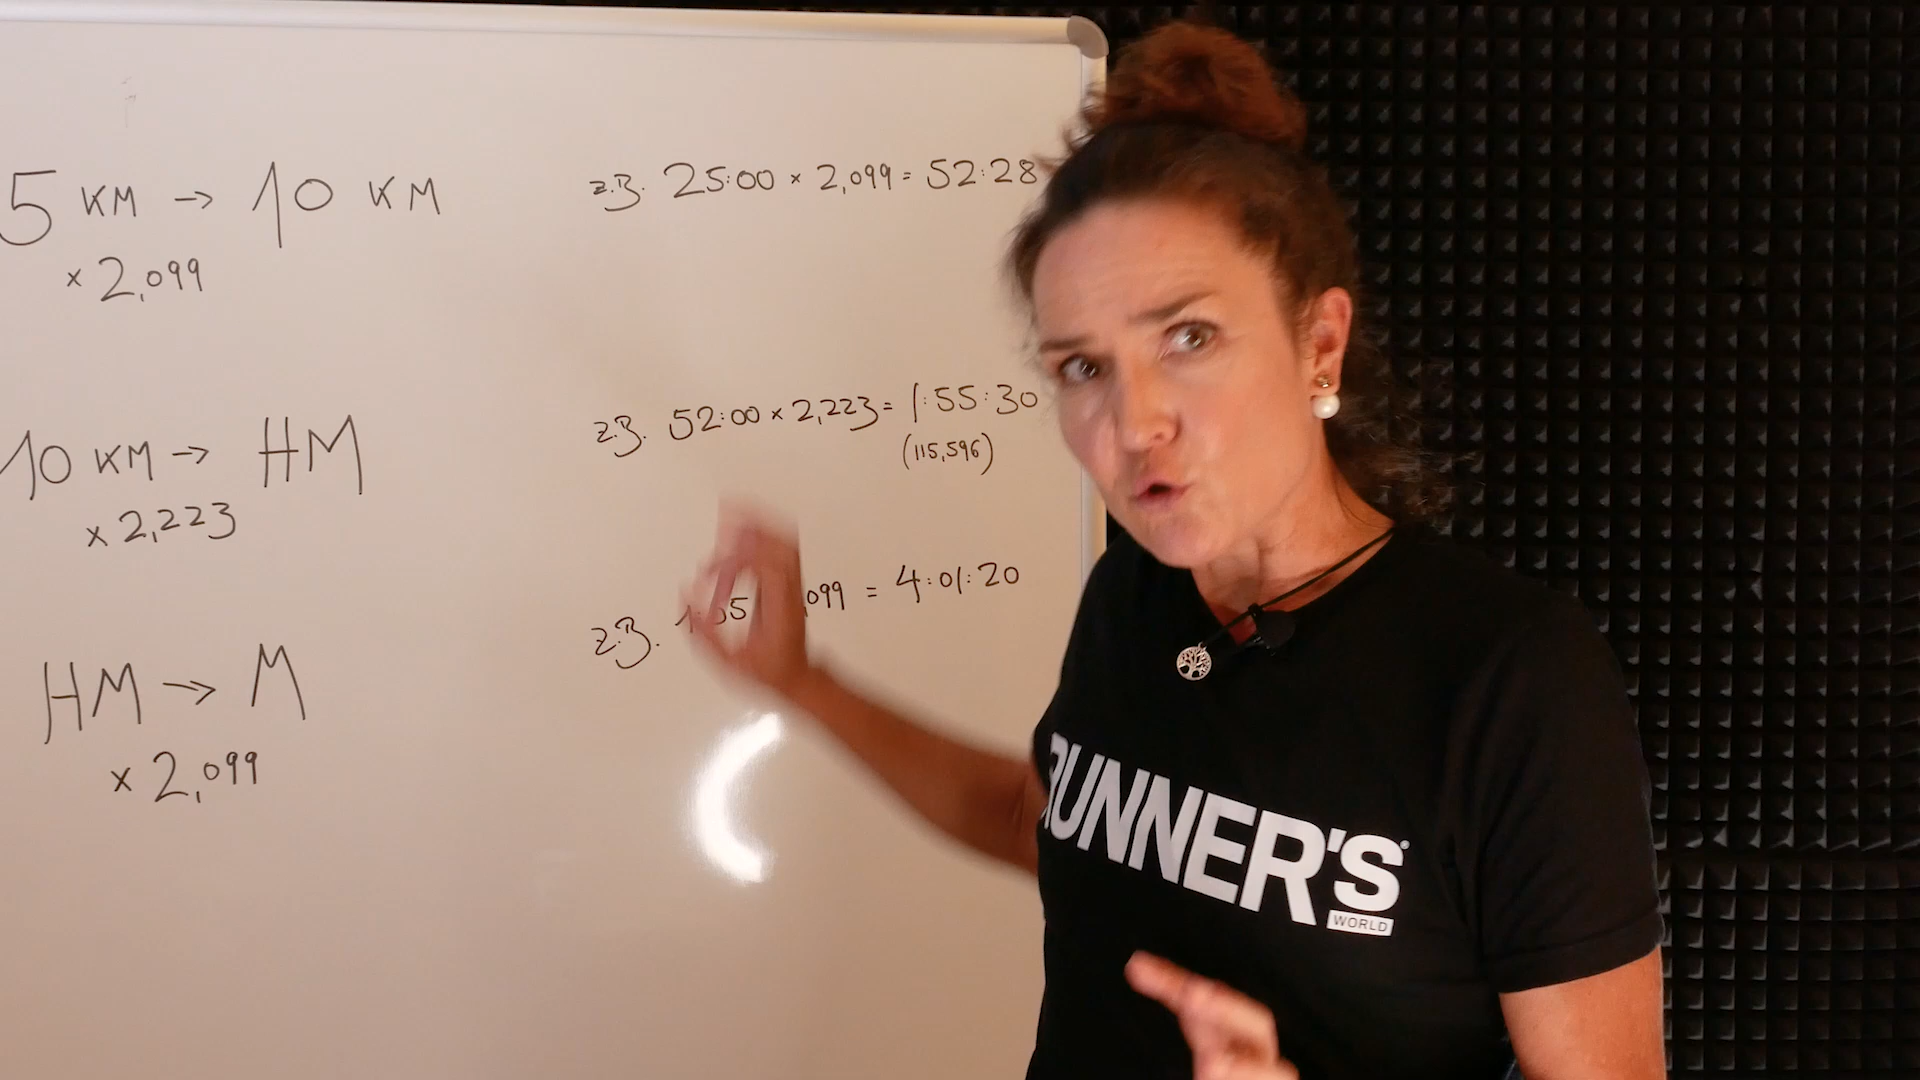 5 KM → 10 KM
× 2,099
z.B. 25:00 × 2,099 = 52:28
10 KM → HM
× 2,223
z.B. 52:00 × 2,223 = 1:55:30
(115,596)
HM → M
× 2,099
z.B. ,099 = 4:01:20
RUNNER'S
WORLD